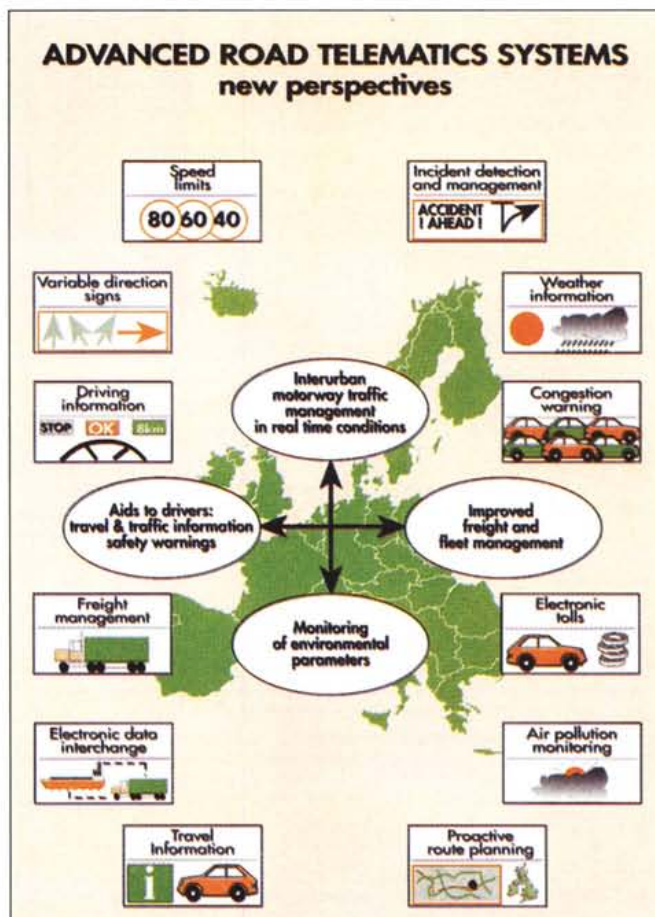 ADVANCED ROAD TELEMATICS SYSTEMS
new perspectives
Speed
limits
80 60 40
Incident detection
and management
ACCIDENT
! AHEAD !
Variable direction
signs
Weather
information
Driving
information
STOP OK 8km
Interurban
motorway traffic
management
in real time conditions
Congestion
warning
Aids to drivers:
travel & traffic information
safety warnings
Improved
freight and
fleet management
Freight
management
Monitoring
of environmental
parameters
Electronic
tolls
Electronic data
interchange
Air pollution
monitoring
Travel
Information
i
Proactive
route planning